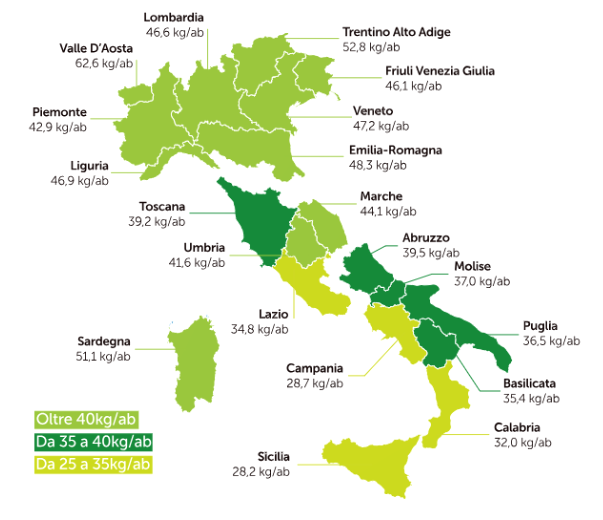 Lombardia
46,6 kg/ab
Trentino Alto Adige
52,8 kg/ab
Valle D'Aosta
62,6 kg/ab
Friuli Venezia Giulia
46,1 kg/ab
Piemonte
42,9 kg/ab
Veneto
47,2 kg/ab
Emilia-Romagna
48,3 kg/ab
Liguria
46,9 kg/ab
Marche
44,1 kg/ab
Toscana
39,2 kg/ab
Abruzzo
39,5 kg/ab
Umbria
41,6 kg/ab
Molise
37,0 kg/ab
Lazio
34,8 kg/ab
Puglia
36,5 kg/ab
Sardegna
51,1 kg/ab
Campania
28,7 kg/ab
Basilicata
35,4 kg/ab
Oltre 40kg/ab
Da 35 a 40kg/ab
Da 25 a 35kg/ab
Calabria
32,0 kg/ab
Sicilia
28,2 kg/ab